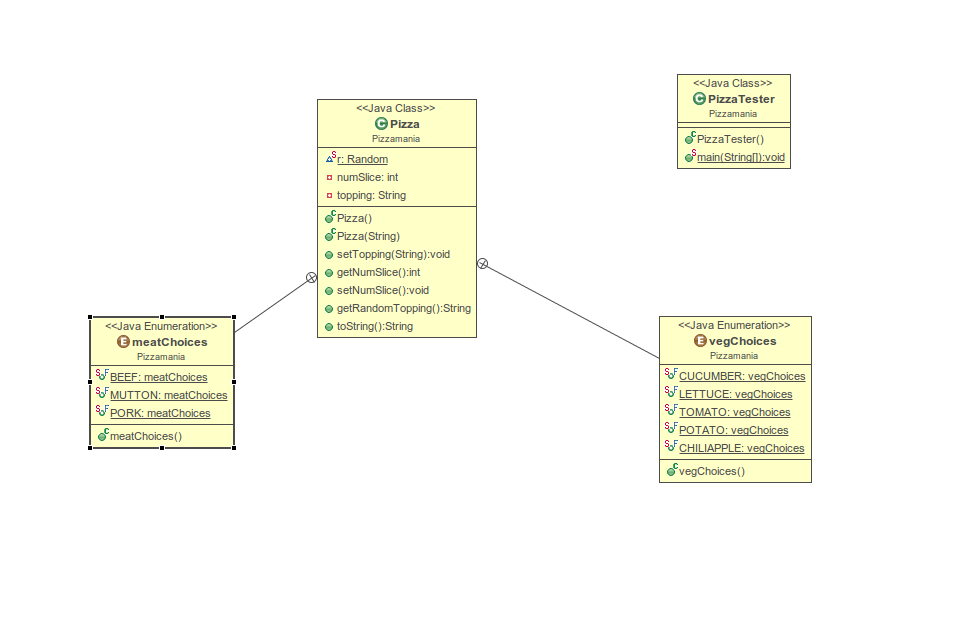 <<Java Class>>
PizzaTester
Pizzamania
PizzaTester()
main(String[]):void
<<Java Class>>
Pizza
Pizzamania
r: Random
numSlice: int
topping: String
Pizza()
Pizza(String)
setTopping(String):void
getNumSlice():int
setNumSlice():void
getRandomTopping():String
toString():String
<<Java Enumeration>>
meatChoices
Pizzamania
BEEF: meatChoices
MUTTON: meatChoices
PORK: meatChoices
meatChoices()
<<Java Enumeration>>
vegChoices
Pizzamania
CUCUMBER: vegChoices
LETTUCE: vegChoices
TOMATO: vegChoices
POTATO: vegChoices
CHILIAPPLE: vegChoices
vegChoices()